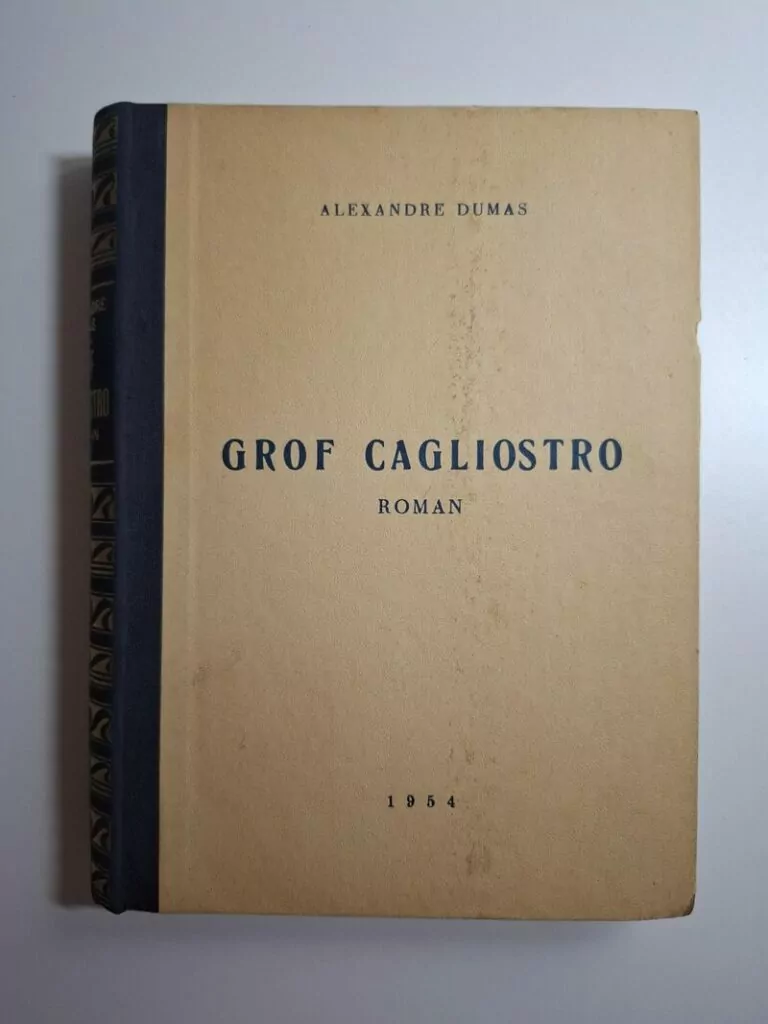 ALEXANDRE DUMAS
GROF CAGLIOSTRO
ROMAN
1954